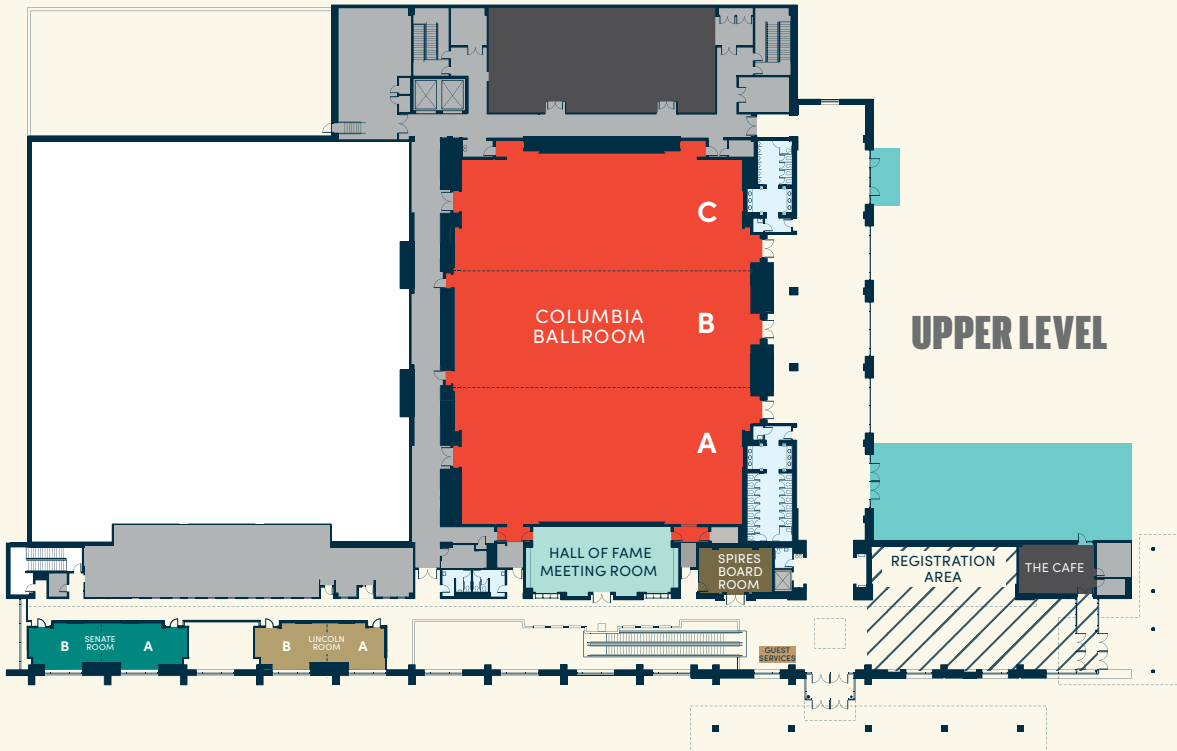 C
COLUMBIA
BALLROOM
B
UPPER LEVEL
A
HALL OF FAME
MEETING ROOM
SPIRES
BOARD
ROOM
REGISTRATION
AREA
THE CAFE
B
SENATE
ROOM
A
B
LINCOLN
ROOM
A
GUEST
SERVICES